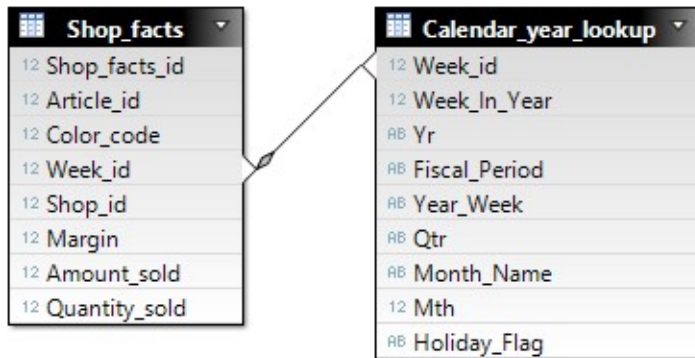 Shop_facts
12 Shop_facts_id
12 Article_id
12 Color_code
12 Week_id
12 Shop_id
12 Margin
12 Amount_sold
12 Quantity_sold
Calendar_year_lookup
12 Week_id
12 Week_In_Year
AB Yr
AB Fiscal_Period
AB Year_Week
AB Qtr
AB Month_Name
12 Mth
AB Holiday_Flag